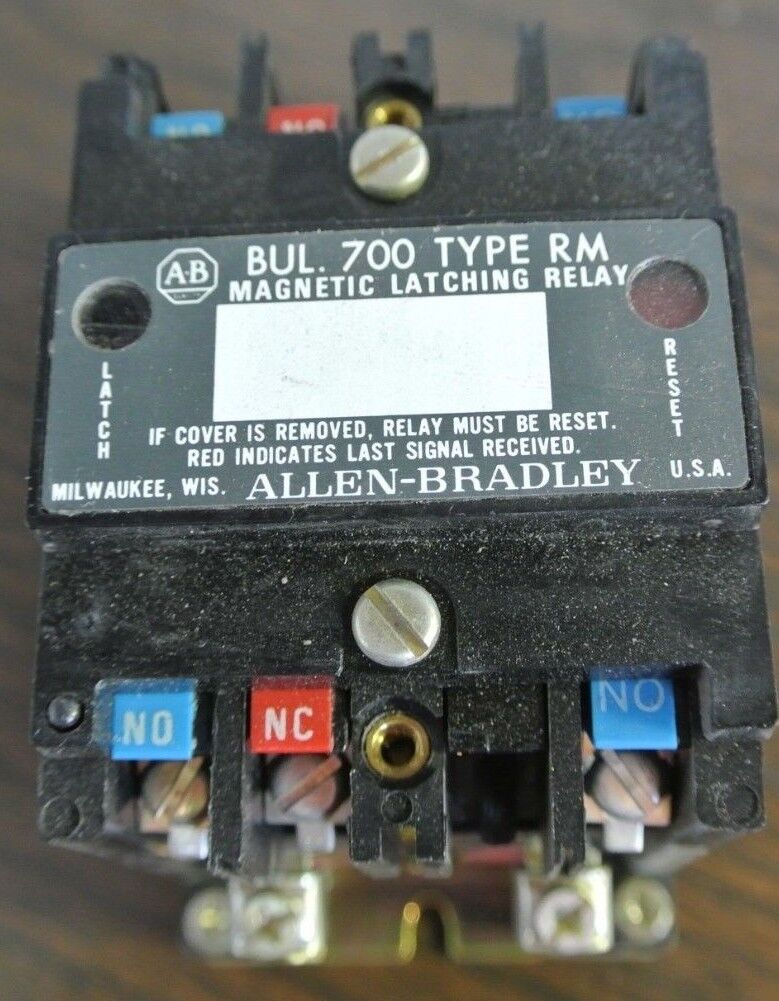 NO
NC
NO
A-B
BUL. 700 TYPE RM
MAGNETIC LATCHING RELAY
LATCH
RESET
IF COVER IS REMOVED, RELAY MUST BE RESET.
RED INDICATES LAST SIGNAL RECEIVED.
MILWAUKEE, WIS. ALLEN-BRADLEY U.S.A.
NO
NC
NO